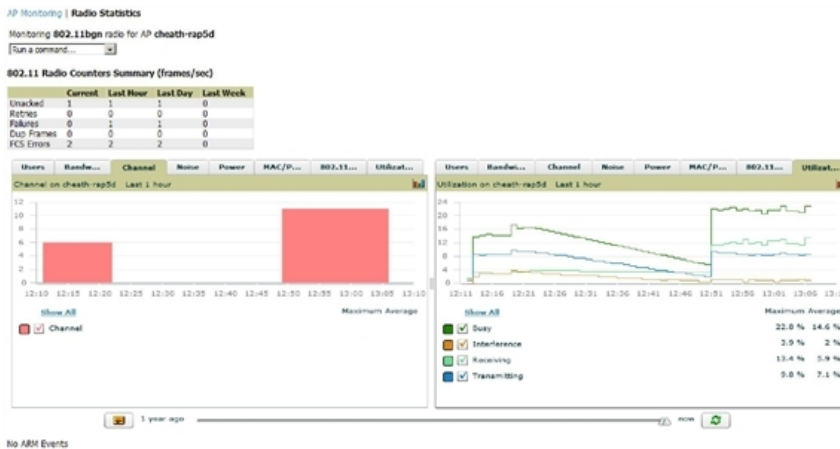 AP Monitoring | Radio Statistics
Monitoring 802.11bgn radio for AP cheath-rap5d
Run a command...
802.11 Radio Counters Summary (frames/sec)
Current Last Hour Last Day Last Week
Unacked 1 1 1 0
Retries 0 0 0 0
Failures 0 1 1 0
Dup Frames 0 0 0 0
FCS Errors 2 2 2 0
Users Bandw... Channel Noise Power MAC/P... 802.11... Utilizat...
Channel on cheath-rap5d Last 1 hour
12
10
8
6
4
2
0
12:10 12:15 12:20 12:25 12:30 12:35 12:40 12:45 12:50 12:55 13:00 13:05 13:10
Show All Maximum Average
Channel
Users Bandwi... Channel Noise Power MAC/P... 802.11... Utilizat...
Utilization on cheath-rap5d Last 1 hour
24
20
16
12
8
4
0
12:11 12:16 12:21 12:26 12:31 12:36 12:41 12:46 12:51 12:56 13:01 13:06
Show All Maximum Average
Busy 22.8 % 14.6 %
Interference 3.9 % 2 %
Receiving 13.4 % 5.9 %
Transmitting 9.8 % 7.1 %
1 year ago now
No ARM Events